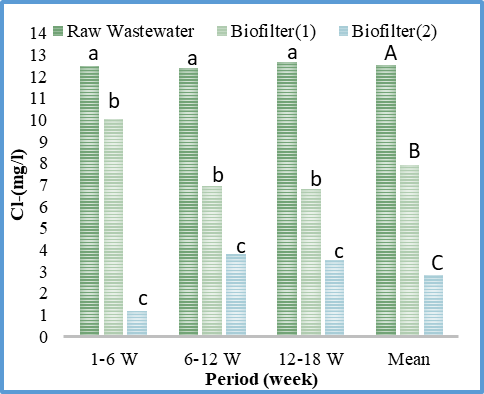 Raw Wastewater Biofilter(1) Biofilter(2)
Cl-(mg/l)
14
13
12
11
10
9
8
7
6
5
4
3
2
1
0
a a a A
b b b B
c c c C
1-6 W 6-12 W 12-18 W Mean
Period (week)